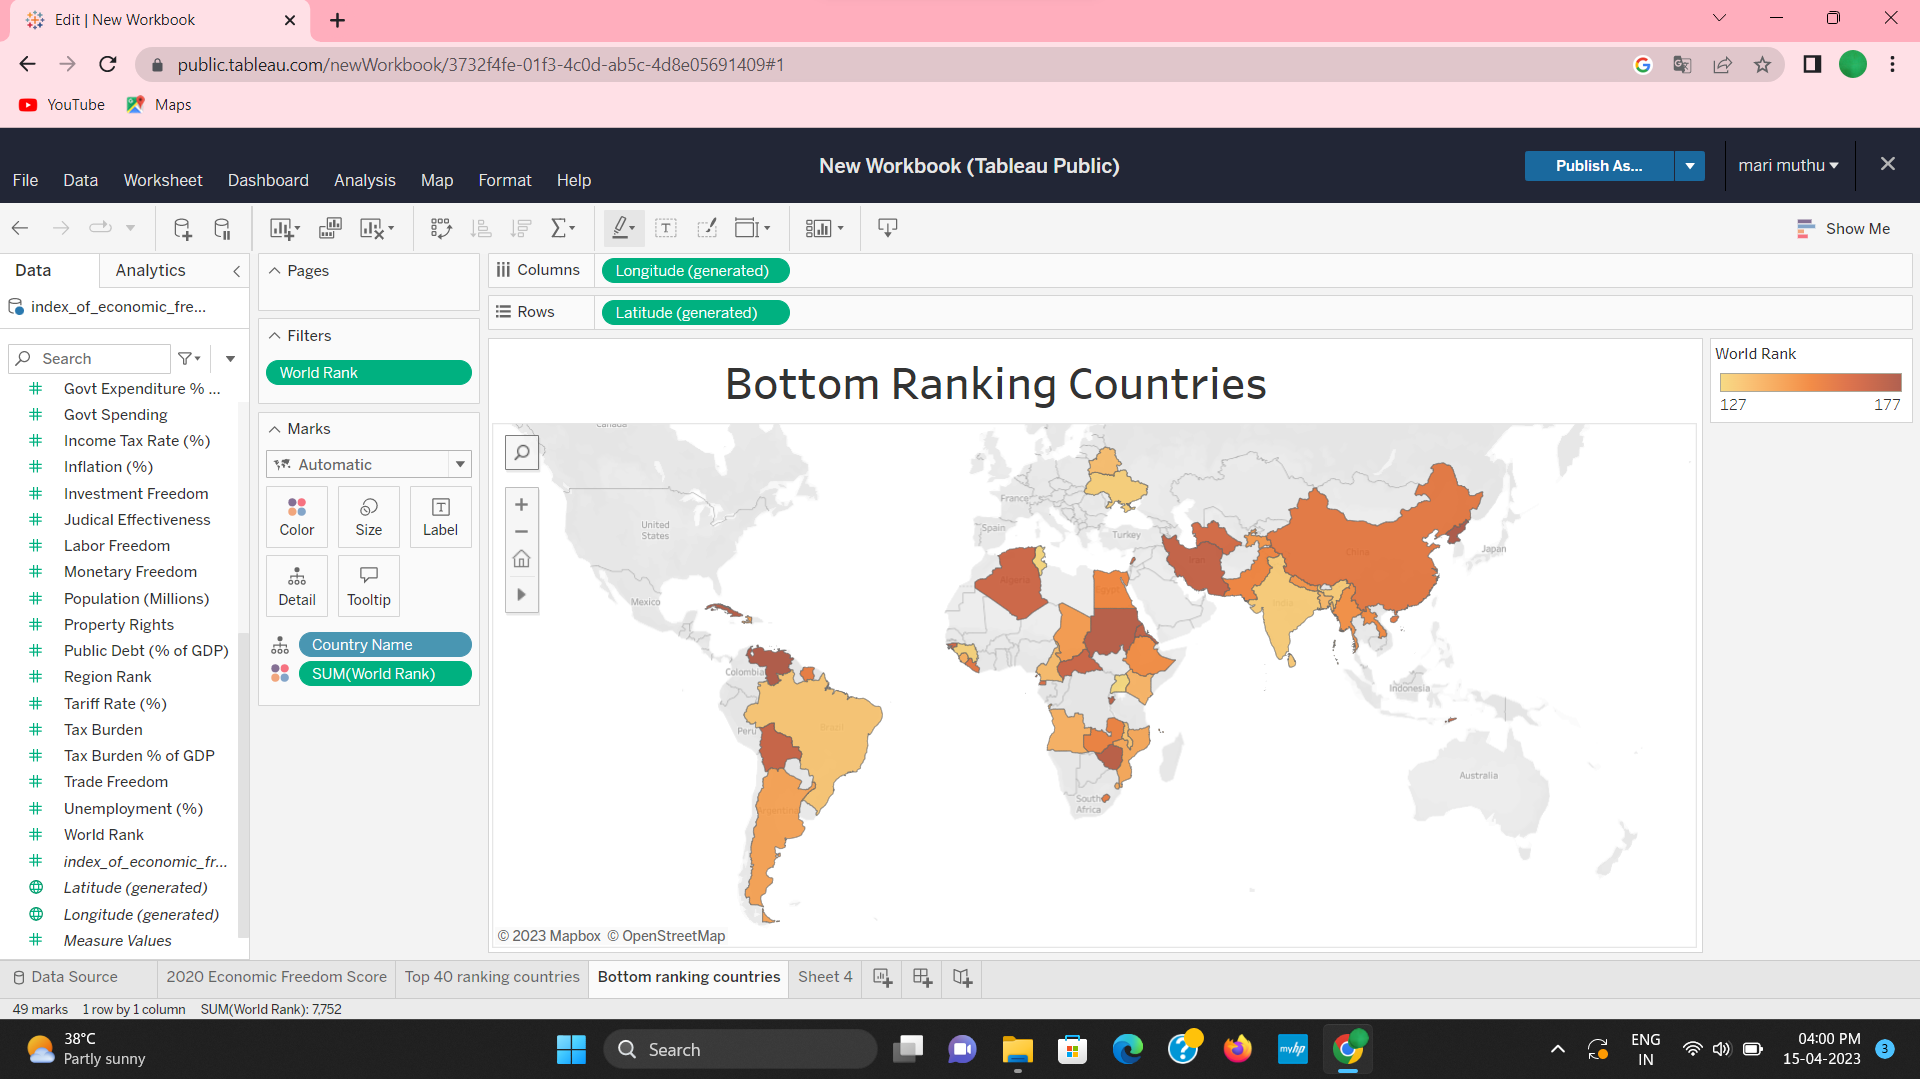 Edit | New Workbook
public.tableau.com/newWorkbook/3732f4fe-01f3-4c0d-ab5c-4d8e05691409#1
YouTube Maps
New Workbook (Tableau Public)
Publish As...
mari muthu
File Data Worksheet Dashboard Analysis Map Format Help
Show Me
Data Analytics
index_of_economic_fre...
Search
Govt Expenditure % ...
Govt Spending
Income Tax Rate (%)
Inflation (%)
Investment Freedom
Judical Effectiveness
Labor Freedom
Monetary Freedom
Population (Millions)
Property Rights
Public Debt (% of GDP)
Region Rank
Tariff Rate (%)
Tax Burden
Tax Burden % of GDP
Trade Freedom
Unemployment (%)
World Rank
index_of_economic_fr...
Latitude (generated)
Longitude (generated)
Measure Values
Pages
Filters
World Rank
Marks
Automatic
Color Size Label
Detail Tooltip
Country Name
SUM(World Rank)
Columns Longitude (generated)
Rows Latitude (generated)
Bottom Ranking Countries
Canada
United
States
Mexico
Colombia
Peru
Brazil
Argentina
France
Spain
Turkey
Algeria
Egypt
Iran
India
China
Japan
Indonesia
Australia
South
Africa
© 2023 Mapbox © OpenStreetMap
World Rank
127 177
Data Source 2020 Economic Freedom Score Top 40 ranking countries Bottom ranking countries Sheet 4
49 marks 1 row by 1 column SUM(World Rank): 7,752
38°C
Partly sunny
Search
myhp
ENG
IN
04:00 PM
15-04-2023
3